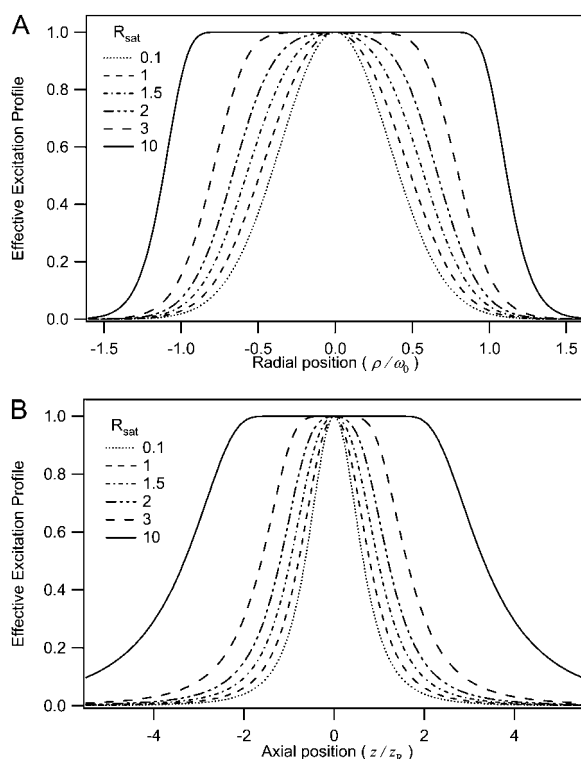 A
Effective Excitation Profile
1.0
0.8
0.6
0.4
0.2
0.0
R_sat
0.1
1
1.5
2
3
10
-1.5 -1.0 -0.5 0.0 0.5 1.0 1.5
Radial position ( ρ/ω₀ )
B
Effective Excitation Profile
1.0
0.8
0.6
0.4
0.2
0.0
R_sat
0.1
1
1.5
2
3
10
-4 -2 0 2 4
Axial position ( z/z_R )